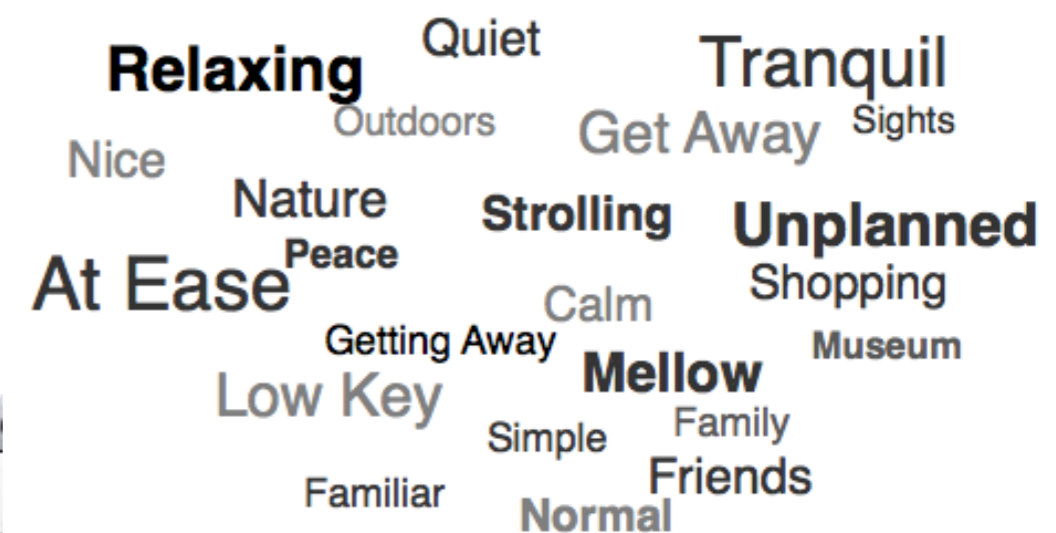 Quiet
Relaxing
Tranquil
Outdoors
Get Away
Sights
Nice
Nature
Strolling
Unplanned
Peace
At Ease
Shopping
Calm
Getting Away
Museum
Mellow
Low Key
Family
Simple
Friends
Familiar
Normal